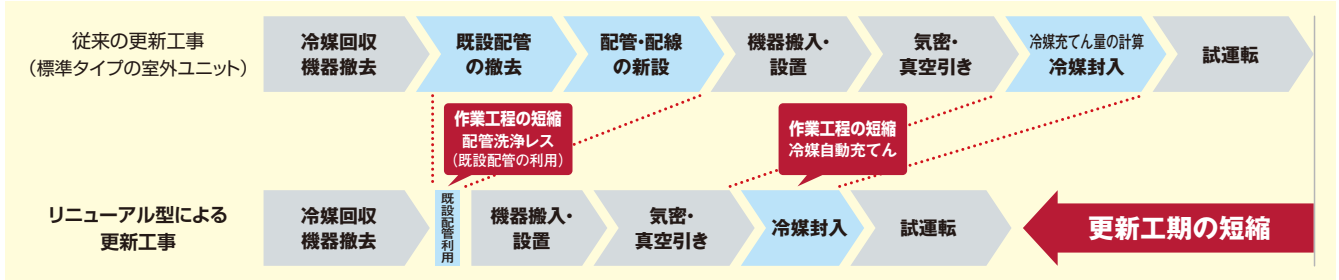 従来の更新工事
（標準タイプの室外ユニット）
冷媒回収
機器撤去
既設配管
の撤去
配管・配線
の新設
機器搬入・
設置
気密・
真空引き
冷媒充てん量の計算
冷媒封入
試運転
作業工程の短縮
配管洗浄レス
（既設配管の利用）
作業工程の短縮
冷媒自動充てん
リニューアル型による
更新工事
冷媒回収
機器撤去
既設配管利用
機器搬入・
設置
気密・
真空引き
冷媒封入
試運転
更新工期の短縮